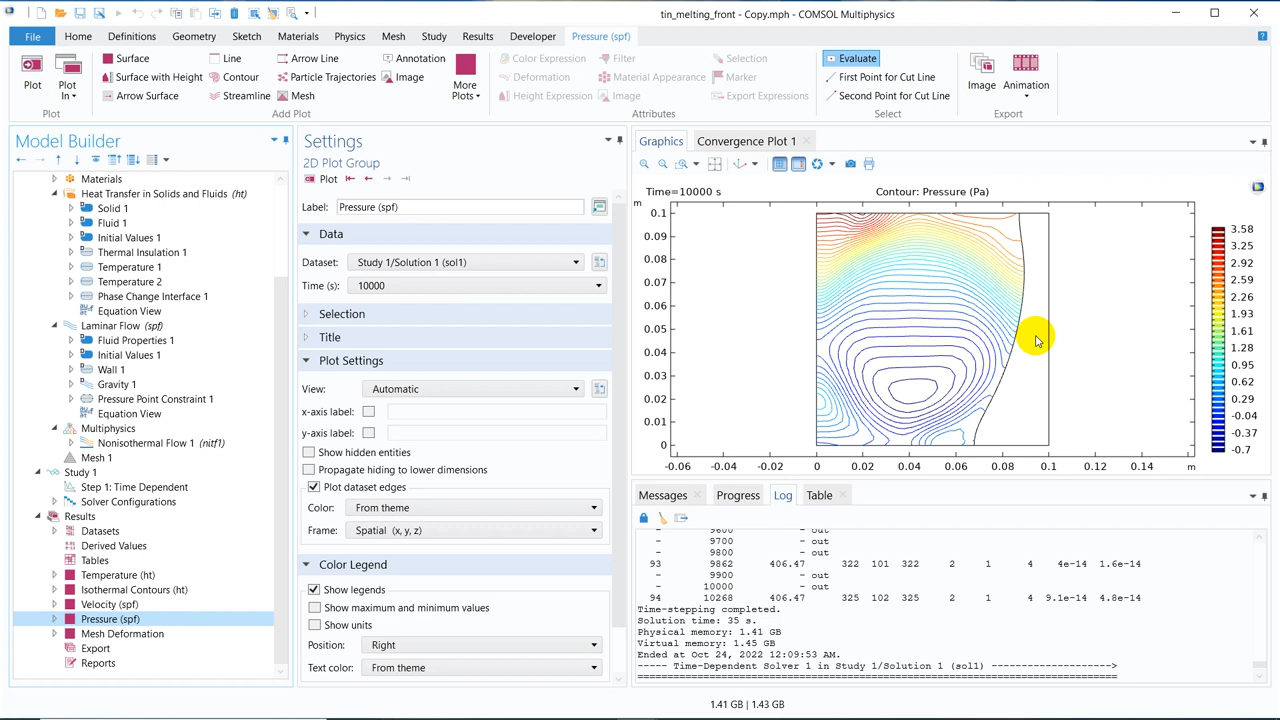 tin_melting_front - Copy.mph - COMSOL Multiphysics
File Home Definitions Geometry Sketch Materials Physics Mesh Study Results Developer Pressure (spf)
Plot
Plot In
Surface
Surface with Height
Arrow Surface
Line
Contour
Streamline
Arrow Line
Particle Trajectories
Mesh
Annotation
Image
More Plots
Color Expression
Deformation
Height Expression
Filter
Material Appearance
Image
Selection
Marker
Export Expressions
Evaluate
First Point for Cut Line
Second Point for Cut Line
Image
Animation
Plot Add Plot Attributes Select Export
Model Builder
Materials
Heat Transfer in Solids and Fluids (ht)
Solid 1
Fluid 1
Initial Values 1
Thermal Insulation 1
Temperature 1
Temperature 2
Phase Change Interface 1
Equation View
Laminar Flow (spf)
Fluid Properties 1
Initial Values 1
Wall 1
Gravity 1
Pressure Point Constraint 1
Equation View
Multiphysics
Nonisothermal Flow 1 (nitf1)
Mesh 1
Study 1
Step 1: Time Dependent
Solver Configurations
Results
Datasets
Derived Values
Tables
Temperature (ht)
Isothermal Contours (ht)
Velocity (spf)
Pressure (spf)
Mesh Deformation
Export
Reports
Settings
2D Plot Group
Plot
Label: Pressure (spf)
Data
Dataset: Study 1/Solution 1 (sol1)
Time (s): 10000
Selection
Title
Plot Settings
View: Automatic
x-axis label:
y-axis label:
Show hidden entities
Propagate hiding to lower dimensions
Plot dataset edges
Color: From theme
Frame: Spatial (x, y, z)
Color Legend
Show legends
Show maximum and minimum values
Show units
Position: Right
Text color: From theme
Graphics Convergence Plot 1
Time=10000 s Contour: Pressure (Pa)
m
0.1
0.09
0.08
0.07
0.06
0.05
0.04
0.03
0.02
0.01
0
-0.06 -0.04 -0.02 0 0.02 0.04 0.06 0.08 0.1 0.12 0.14 m
3.58
3.25
2.92
2.59
2.26
1.93
1.61
1.28
0.95
0.62
0.29
-0.04
-0.37
-0.7
Messages Progress Log Table
- 9600 - out
- 9700 - out
- 9800 - out
93 9862 406.47 322 101 322 2 1 4 4e-14 1.6e-14
- 9900 - out
- 10000 - out
94 10268 406.47 325 102 325 2 1 4 9.1e-14 4.8e-14
Time-stepping completed.
Solution time: 35 s.
Physical memory: 1.41 GB
Virtual memory: 1.45 GB
Ended at Oct 24, 2022 12:09:53 AM.
----- Time-Dependent Solver 1 in Study 1/Solution 1 (sol1) -------------------->
1.41 GB | 1.43 GB